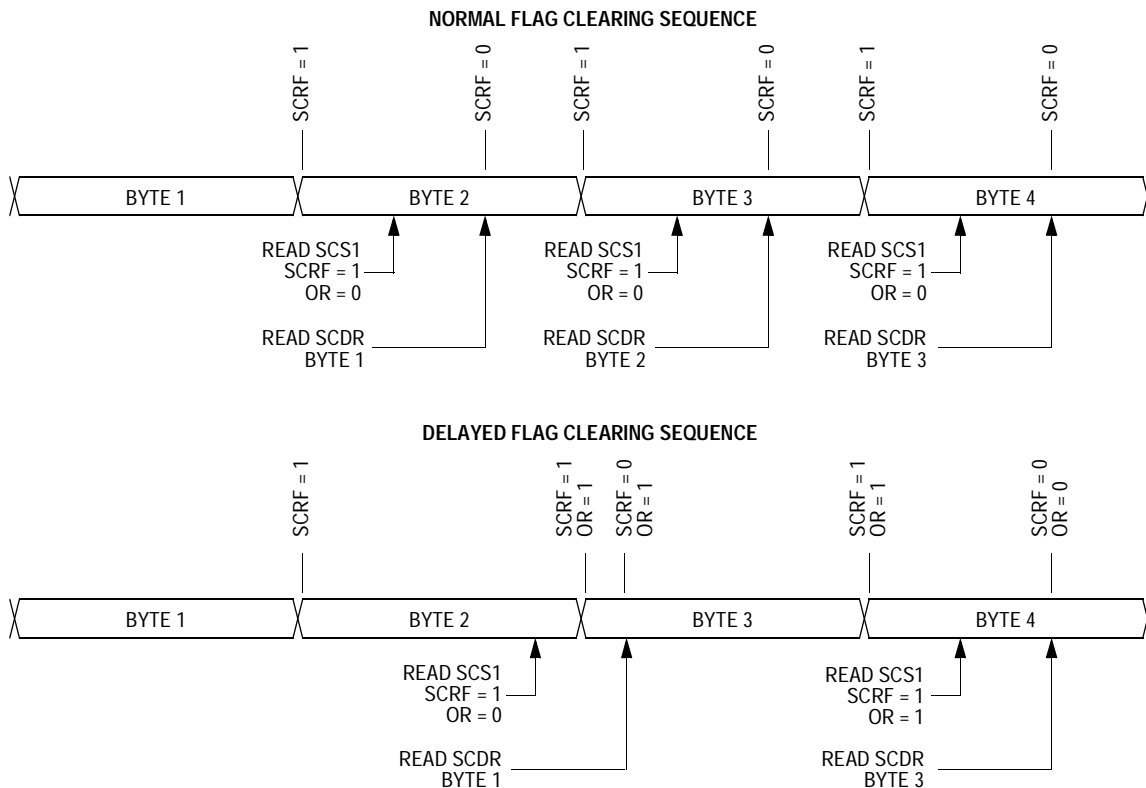 NORMAL FLAG CLEARING SEQUENCE
SCRF = 1
SCRF = 0
SCRF = 1
SCRF = 0
SCRF = 1
SCRF = 0
BYTE 1
BYTE 2
BYTE 3
BYTE 4
READ SCS1
SCRF = 1
OR = 0
READ SCS1
SCRF = 1
OR = 0
READ SCS1
SCRF = 1
OR = 0
READ SCDR
BYTE 1
READ SCDR
BYTE 2
READ SCDR
BYTE 3
DELAYED FLAG CLEARING SEQUENCE
SCRF = 1
SCRF = 1
OR = 1
SCRF = 0
OR = 1
SCRF = 1
OR = 1
SCRF = 0
OR = 0
BYTE 1
BYTE 2
BYTE 3
BYTE 4
READ SCS1
SCRF = 1
OR = 0
READ SCS1
SCRF = 1
OR = 1
READ SCDR
BYTE 1
READ SCDR
BYTE 3